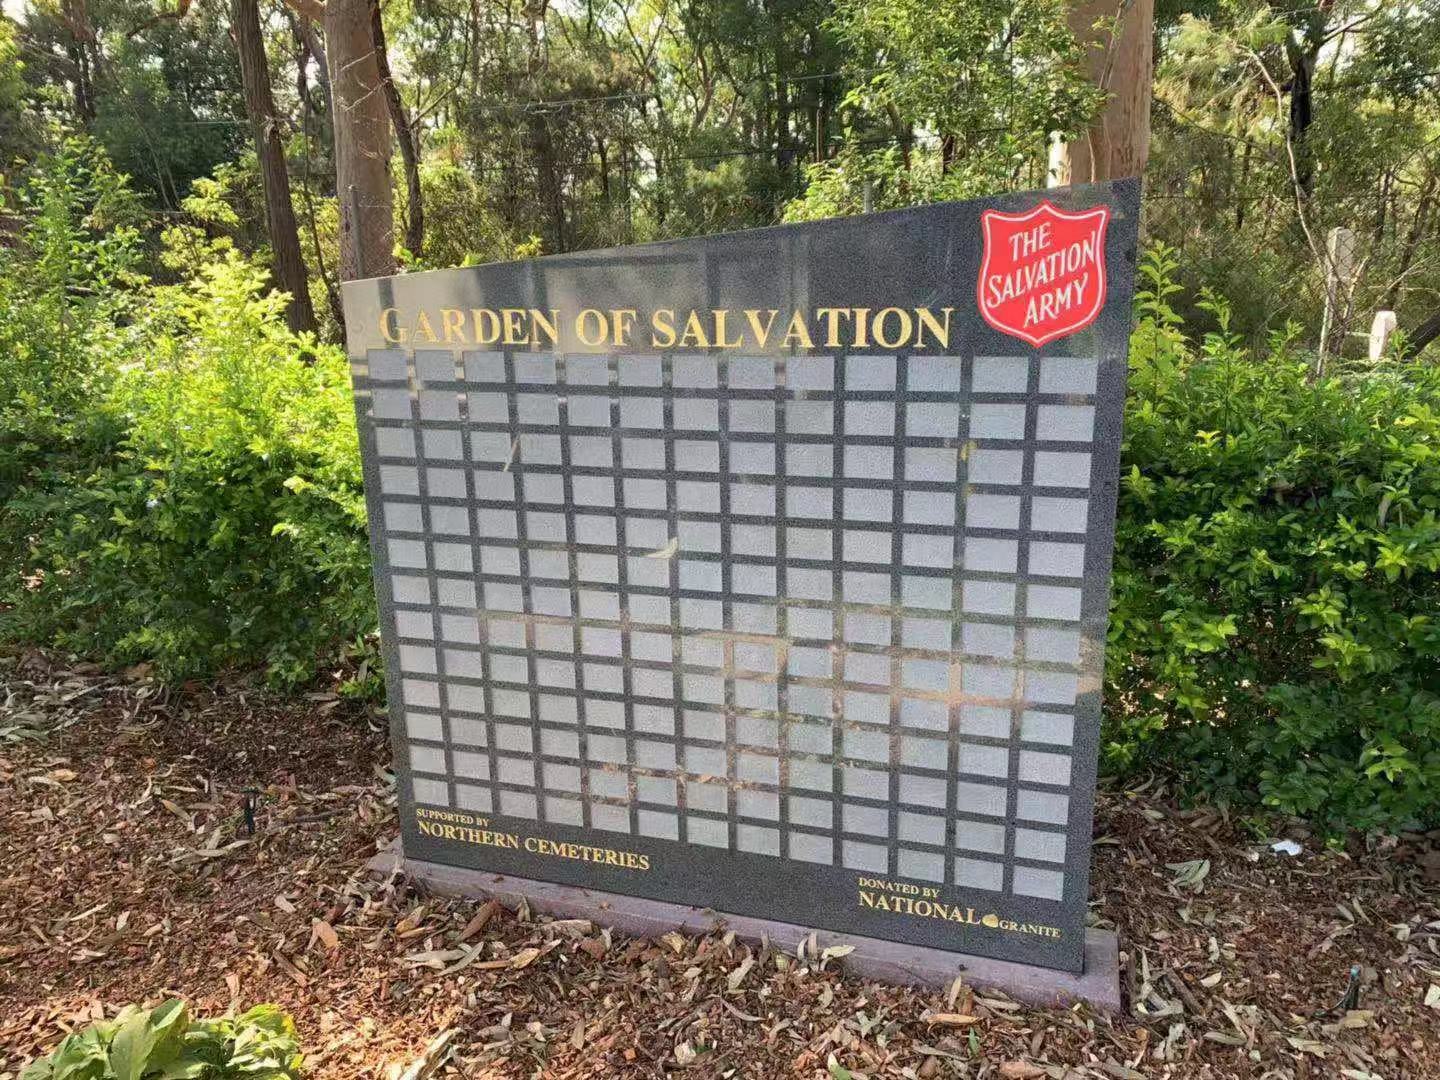 THE
SALVATION
ARMY
GARDEN OF SALVATION
SUPPORTED BY
NORTHERN CEMETERIES
DONATED BY
NATIONAL GRANITE